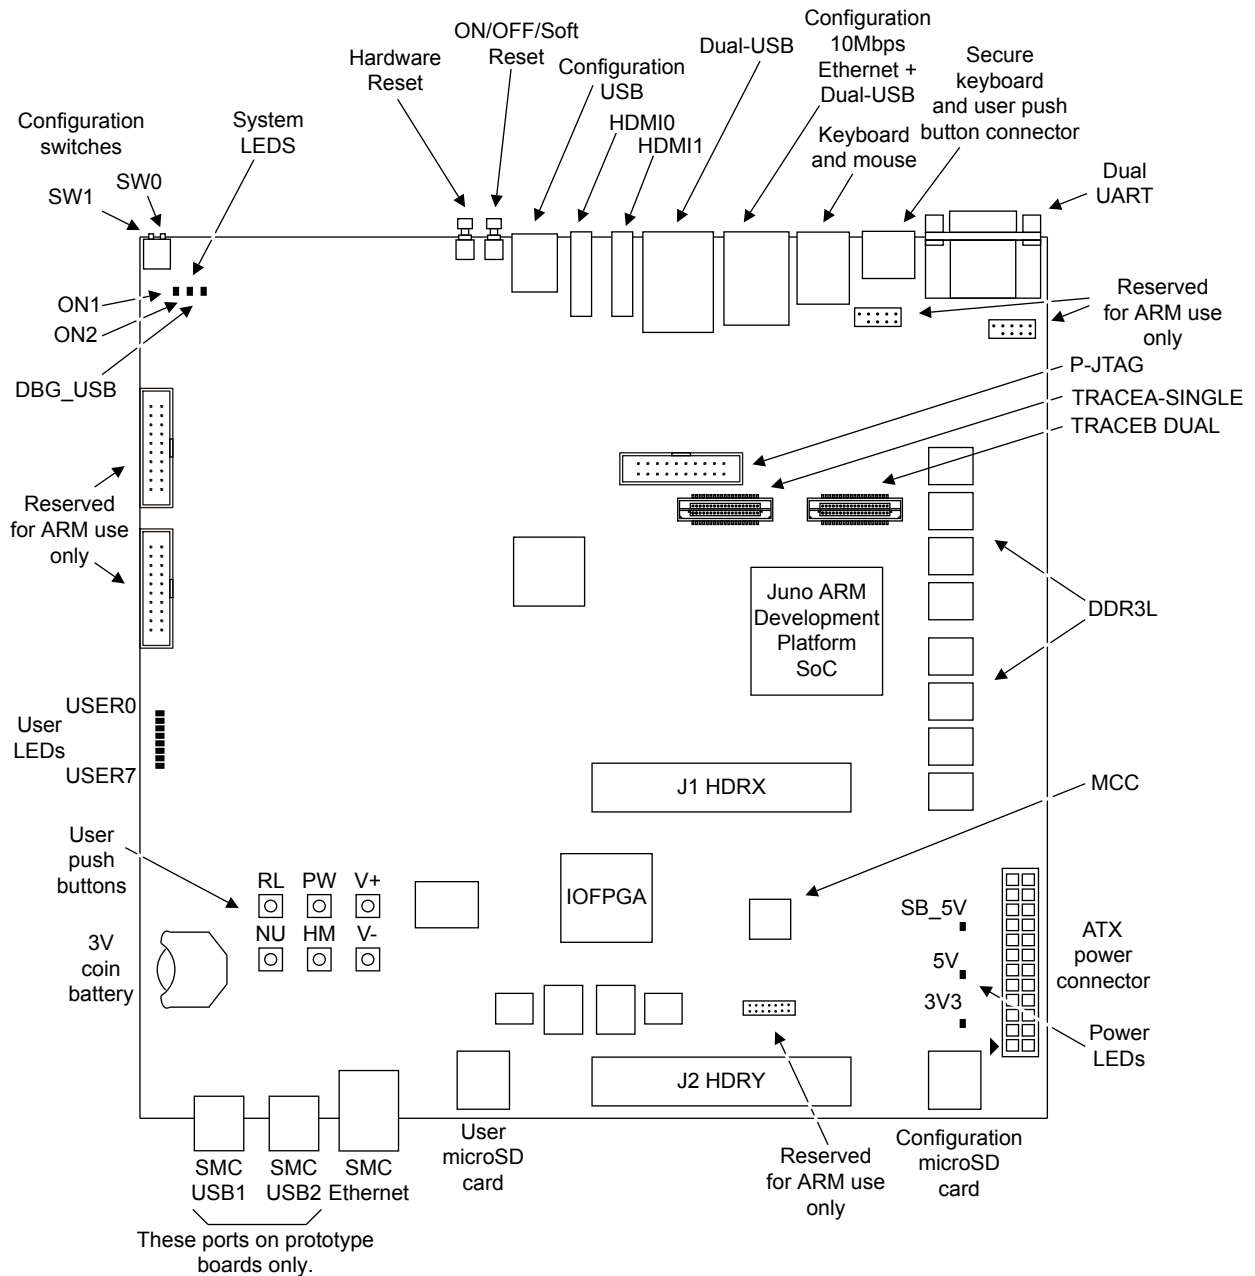 ON/OFF/Soft
Reset
Hardware
Reset
Configuration
USB
Dual-USB
Configuration
10Mbps
Ethernet +
Dual-USB
Secure
keyboard
and user push
button connector
HDMI0
HDMI1
Keyboard
and mouse
Dual
UART
Configuration
switches
System
LEDS
SW0
SW1
ON1
ON2
DBG_USB
Reserved
for ARM use
only
P-JTAG
TRACEA-SINGLE
TRACEB DUAL
Reserved
for ARM use
only
Juno ARM
Development
Platform
SoC
DDR3L
USER0
User
LEDs
USER7
J1 HDRX
MCC
User
push
buttons
RL PW V+
NU HM V-
IOFPGA
SB_5V
5V
3V3
ATX
power
connector
3V
coin
battery
Power
LEDs
J2 HDRY
SMC
USB1
SMC
USB2
SMC
Ethernet
User
microSD
card
Reserved
for ARM use
only
Configuration
microSD
card
These ports on prototype
boards only.